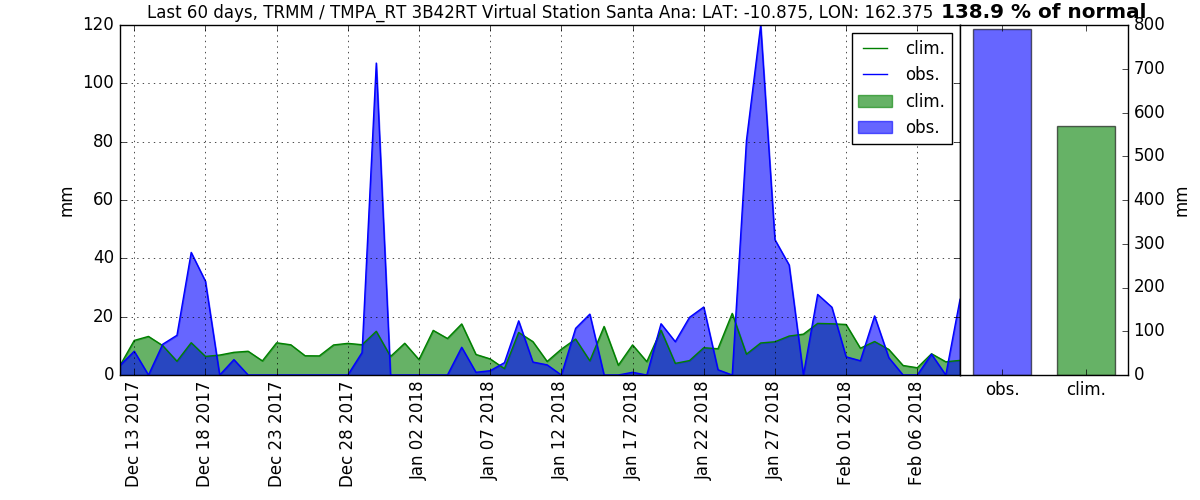 Last 60 days, TRMM / TMPA_RT 3B42RT Virtual Station Santa Ana: LAT: -10.875, LON: 162.375 138.9 % of normal
120
100
80
60
40
20
0
mm
clim.
obs.
clim.
obs.
800
700
600
500
400
300
200
100
0
mm
obs.
clim.
Dec 13 2017
Dec 18 2017
Dec 23 2017
Dec 28 2017
Jan 02 2018
Jan 07 2018
Jan 12 2018
Jan 17 2018
Jan 22 2018
Jan 27 2018
Feb 01 2018
Feb 06 2018